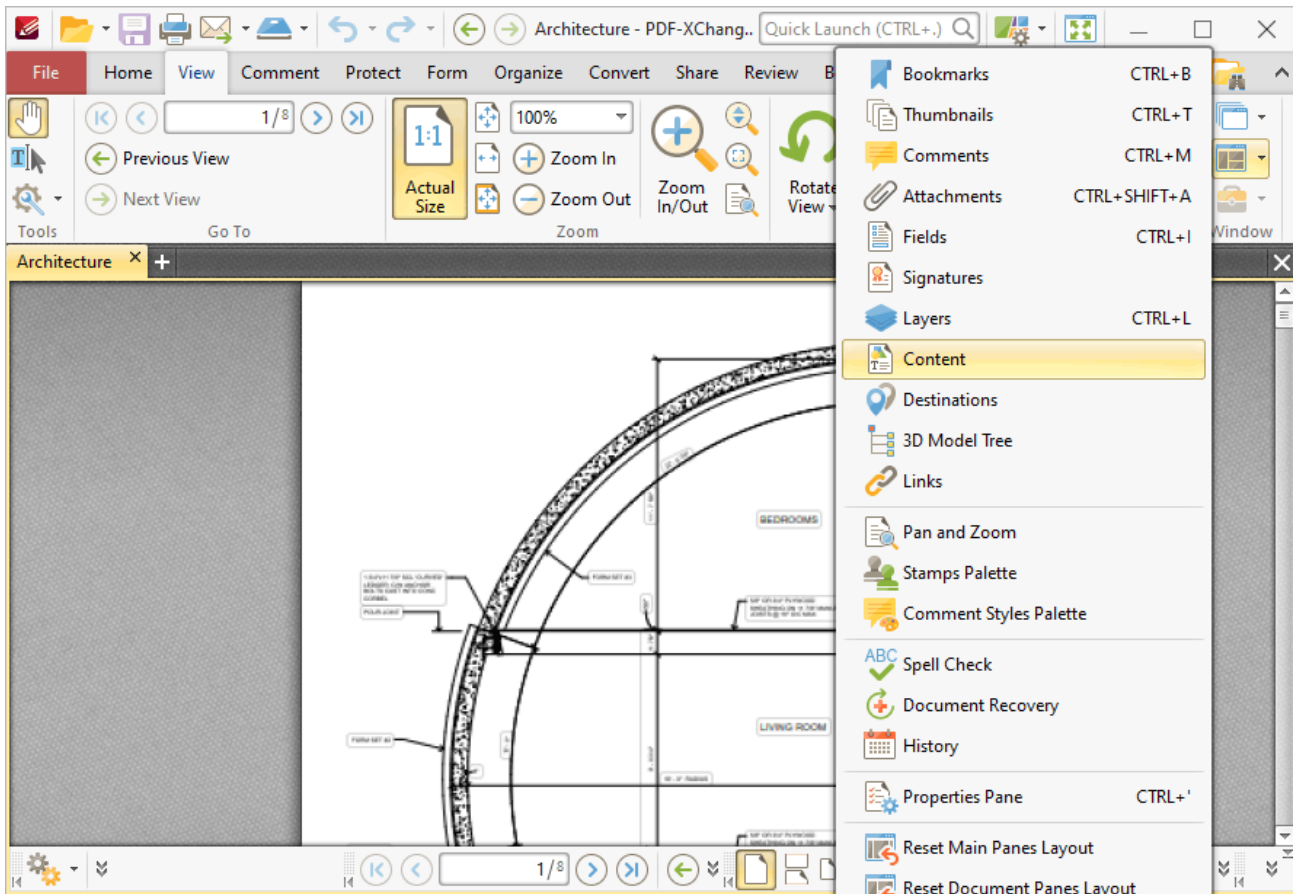 Architecture - PDF-XChang..
Quick Launch (CTRL+.)
File Home View Comment Protect Form Organize Convert Share Review B
1/8
Previous View
Next View
Tools
Go To
1:1
Actual Size
100%
Zoom In
Zoom Out
Zoom In/Out
Zoom
Rotate View
Window
Architecture
Bookmarks CTRL+B
Thumbnails CTRL+T
Comments CTRL+M
Attachments CTRL+SHIFT+A
Fields CTRL+I
Signatures
Layers CTRL+L
Content
Destinations
3D Model Tree
Links
Pan and Zoom
Stamps Palette
Comment Styles Palette
ABC Spell Check
Document Recovery
History
Properties Pane CTRL+'
Reset Main Panes Layout
Reset Document Panes Layout
BEDROOMS
LIVING ROOM
1/8